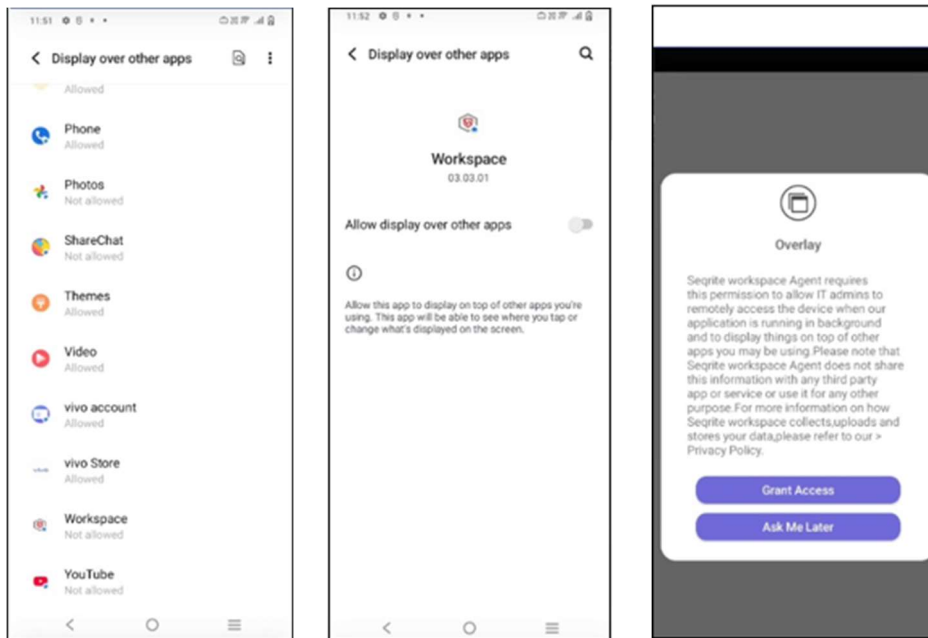 11:51
Display over other apps
Allowed
Phone
Allowed
Photos
Not allowed
ShareChat
Not allowed
Themes
Allowed
Video
Allowed
vivo account
Allowed
vivo Store
Allowed
Workspace
Not allowed
YouTube
Not allowed
11:52
Display over other apps
Workspace
03.03.01
Allow display over other apps
Allow this app to display on top of other apps you're
using. This app will be able to see where you tap or
change what's displayed on the screen.
Overlay
Seqrite workspace Agent requires
this permission to allow IT admins to
remotely access the device when our
application is running in background
and to display things on top of other
apps you may be using.Please note that
Seqrite workspace Agent does not share
this information with any third party
app or service or use it for any other
purpose.For more information on how
Seqrite workspace collects,uploads and
stores your data,please refer to our >
Privacy Policy.
Grant Access
Ask Me Later